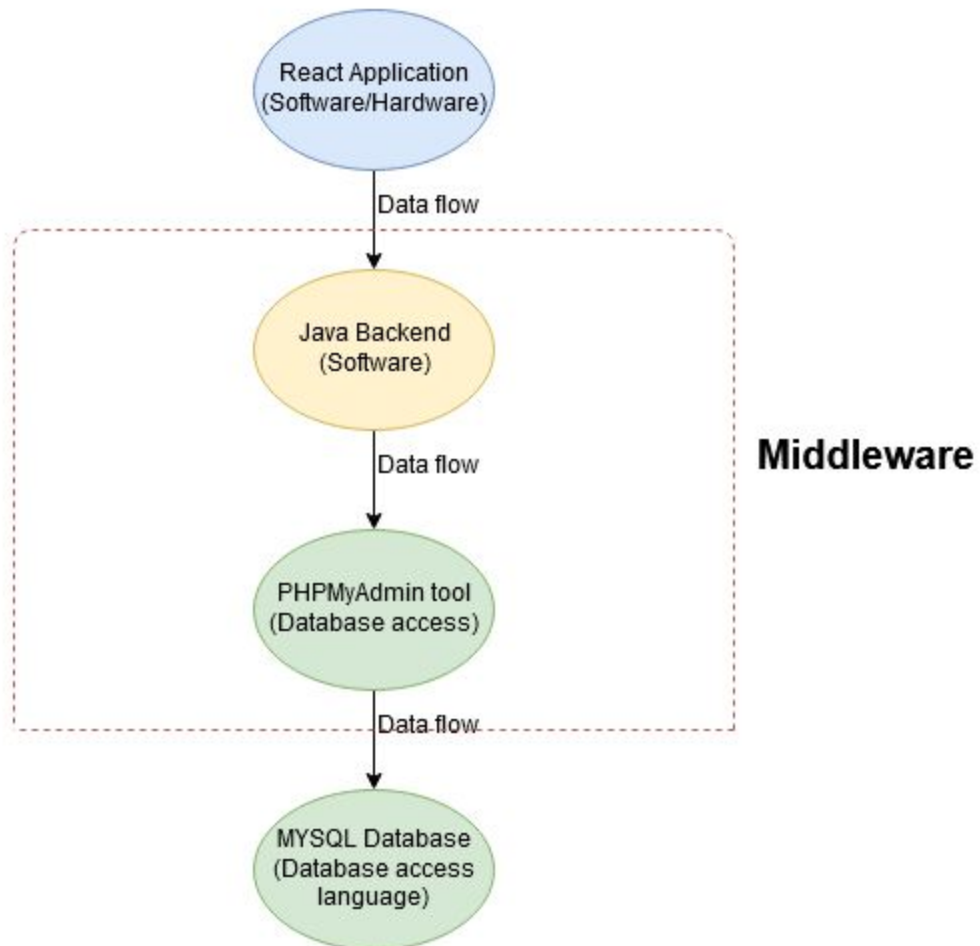 React Application
(Software/Hardware)
Data flow
Java Backend
(Software)
Data flow
Middleware
PHPMyAdmin tool
(Database access)
Data flow
MYSQL Database
(Database access
language)